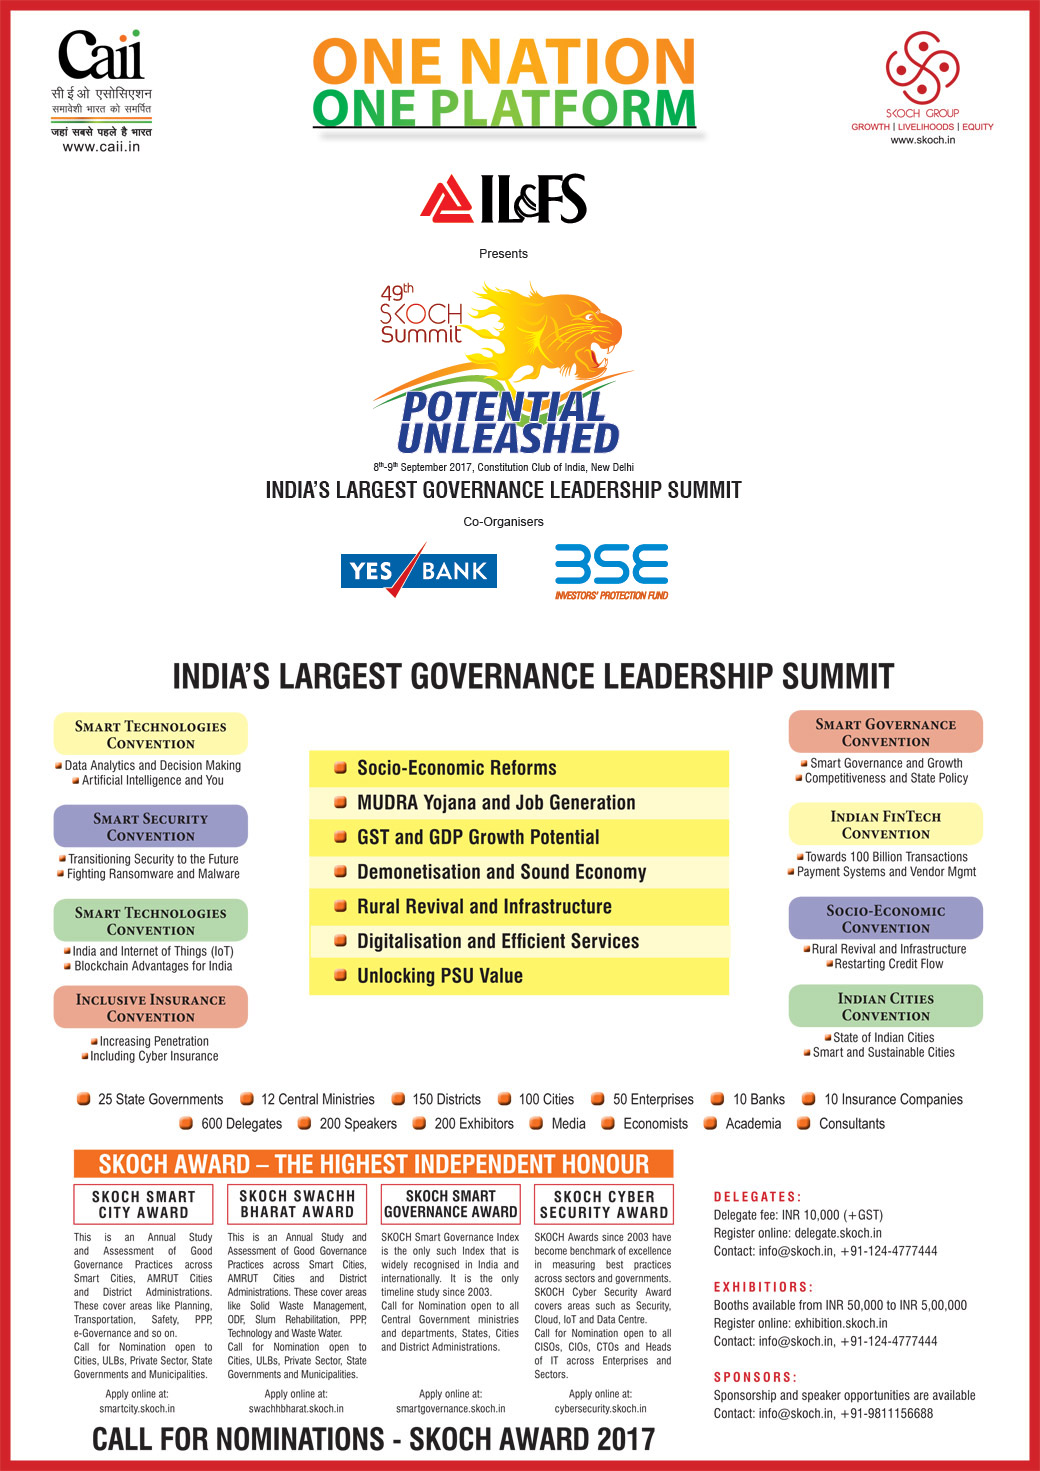 Caii
सी ई ओ एसोसिएशन
समावेशी भारत को समर्पित
जहां सबसे पहले है भारत
www.caii.in
ONE NATION
ONE PLATFORM
SKOCH GROUP
GROWTH | LIVELIHOODS | EQUITY
www.skoch.in
IL&FS
Presents
49th
SKOCH
Summit
POTENTIAL
UNLEASHED
8th-9th September 2017, Constitution Club of India, New Delhi
INDIA'S LARGEST GOVERNANCE LEADERSHIP SUMMIT
Co-Organisers
YES BANK
BSE
INVESTORS' PROTECTION FUND
INDIA'S LARGEST GOVERNANCE LEADERSHIP SUMMIT
SMART TECHNOLOGIES
CONVENTION
Data Analytics and Decision Making
Artificial Intelligence and You
SMART SECURITY
CONVENTION
Transitioning Security to the Future
Fighting Ransomware and Malware
SMART TECHNOLOGIES
CONVENTION
India and Internet of Things (IoT)
Blockchain Advantages for India
INCLUSIVE INSURANCE
CONVENTION
Increasing Penetration
Including Cyber Insurance
Socio-Economic Reforms
MUDRA Yojana and Job Generation
GST and GDP Growth Potential
Demonetisation and Sound Economy
Rural Revival and Infrastructure
Digitalisation and Efficient Services
Unlocking PSU Value
SMART GOVERNANCE
CONVENTION
Smart Governance and Growth
Competitiveness and State Policy
INDIAN FINTECH
CONVENTION
Towards 100 Billion Transactions
Payment Systems and Vendor Mgmt
SOCIO-ECONOMIC
CONVENTION
Rural Revival and Infrastructure
Restarting Credit Flow
INDIAN CITIES
CONVENTION
State of Indian Cities
Smart and Sustainable Cities
25 State Governments 12 Central Ministries 150 Districts 100 Cities 50 Enterprises 10 Banks 10 Insurance Companies
600 Delegates 200 Speakers 200 Exhibitors Media Economists Academia Consultants
SKOCH AWARD – THE HIGHEST INDEPENDENT HONOUR
SKOCH SMART
CITY AWARD
This is an Annual Study
and Assessment of Good
Governance Practices across
Smart Cities, AMRUT Cities
and District Administrations.
These cover areas like Planning,
Transportation, Safety, PPP,
e-Governance and so on.
Call for Nomination open to
Cities, ULBs, Private Sector, State
Governments and Municipalities.
Apply online at:
smartcity.skoch.in
SKOCH SWACHH
BHARAT AWARD
This is an Annual Study and
Assessment of Good Governance
Practices across Smart Cities,
AMRUT Cities and District
Administrations. These cover areas
like Solid Waste Management,
ODF, Slum Rehabilitation, PPP,
Technology and Waste Water.
Call for Nomination open to
Cities, ULBs, Private Sector, State
Governments and Municipalities.
Apply online at:
swachhbharat.skoch.in
SKOCH SMART
GOVERNANCE AWARD
SKOCH Smart Governance Index
is the only such Index that is
widely recognised in India and
internationally. It is the only
timeline study since 2003.
Call for Nomination open to all
Central Government ministries
and departments, States, Cities
and District Administrations.
Apply online at:
smartgovernance.skoch.in
SKOCH CYBER
SECURITY AWARD
SKOCH Awards since 2003 have
become benchmark of excellence
in measuring best practices
across sectors and governments.
SKOCH Cyber Security Award
covers areas such as Security,
Cloud, IoT and Data Centre.
Call for Nomination open to all
CISOs, CIOs, CTOs and Heads
of IT across Enterprises and
Sectors.
Apply online at:
cybersecurity.skoch.in
CALL FOR NOMINATIONS - SKOCH AWARD 2017
DELEGATES:
Delegate fee: INR 10,000 (+GST)
Register online: delegate.skoch.in
Contact: info@skoch.in, +91-124-4777444
EXHIBITIORS:
Booths available from INR 50,000 to INR 5,00,000
Register online: exhibition.skoch.in
Contact: info@skoch.in, +91-124-4777444
SPONSORS:
Sponsorship and speaker opportunities are available
Contact: info@skoch.in, +91-9811156688